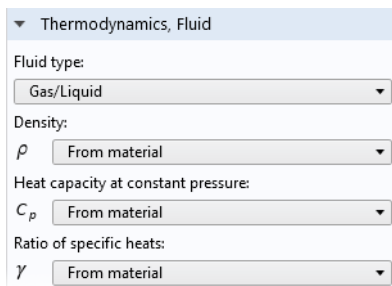 Thermodynamics, Fluid
Fluid type:
Gas/Liquid
Density:
ρ From material
Heat capacity at constant pressure:
Cp From material
Ratio of specific heats:
γ From material